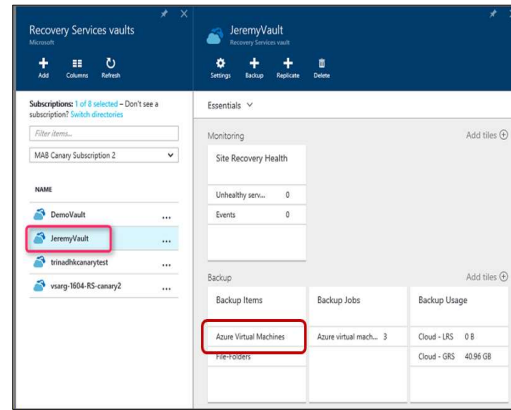 Recovery Services vaults
Microsoft
Add
Columns
Refresh
Subscriptions: 1 of 8 selected – Don't see a
subscription? Switch directories
Filter items...
MAB Canary Subscription 2
NAME
DemoVault
...
JeremyVault
...
trinadhkcanarytest
...
vsarg-1604-RS-canary2
...
JeremyVault
Recovery Services vault
Settings
Backup
Replicate
Delete
Essentials
Monitoring
Add tiles
Site Recovery Health
Unhealthy serv... 0
Events 0
Backup
Add tiles
Backup Items
Azure Virtual Machines
File-Folders
Backup Jobs
Azure virtual mach... 3
Backup Usage
Cloud - LRS 0 B
Cloud - GRS 40.96 GB